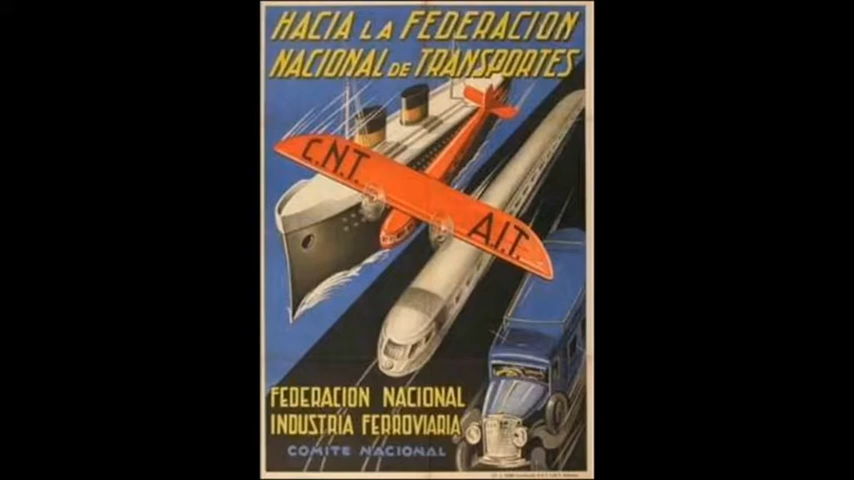 HACIA LA FEDERACION
NACIONAL DE TRANSPORTES
C.N.T.
A.I.T.
FEDERACION NACIONAL
INDUSTRIA FERROVIARIA
COMITE NACIONAL